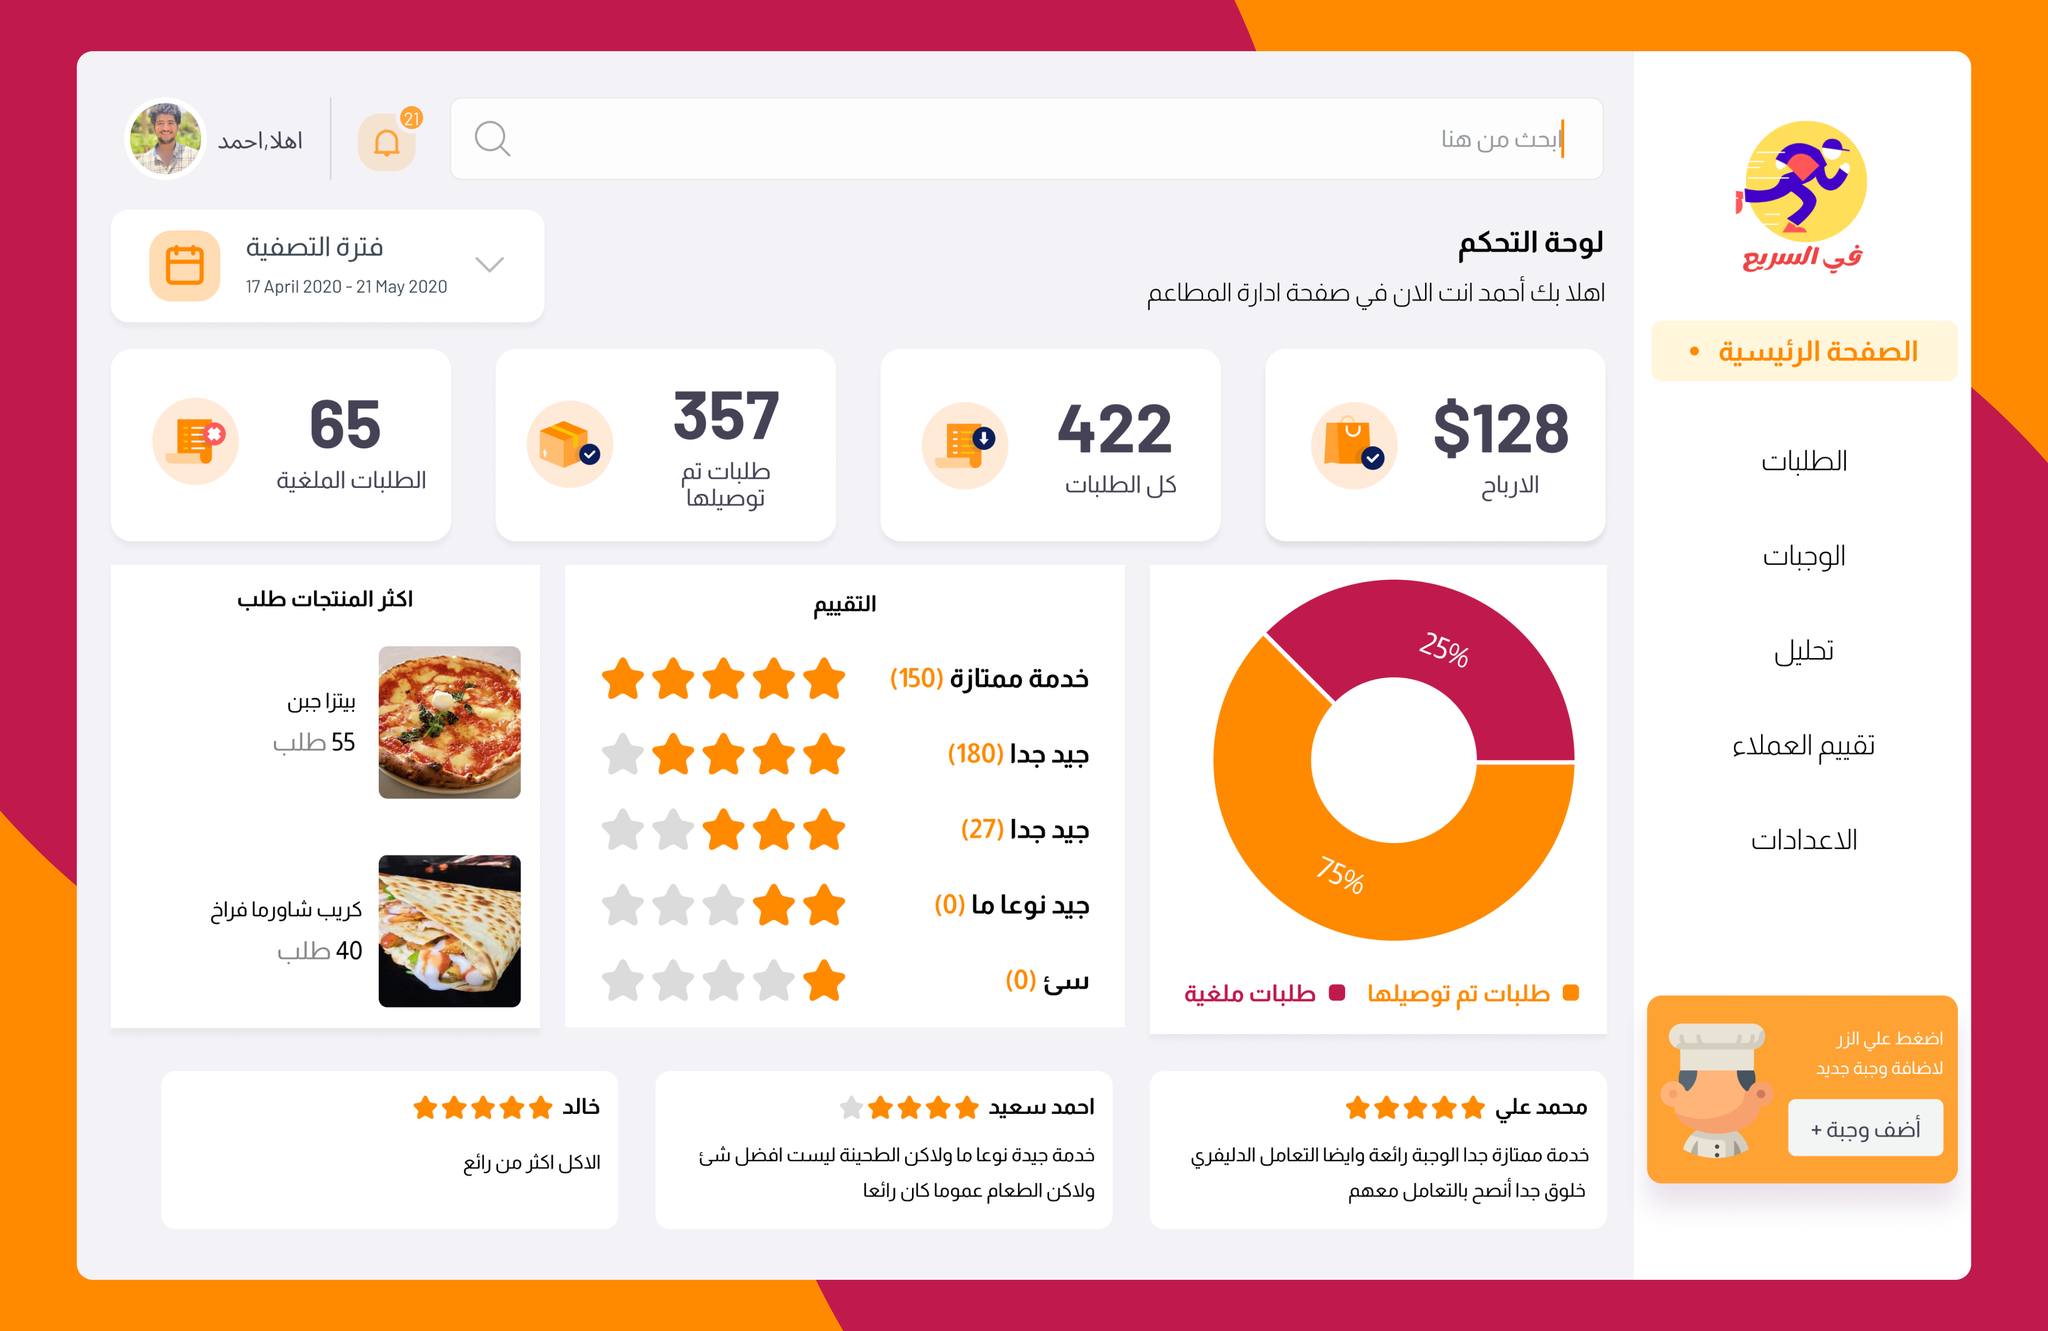 في السريع
الصفحة الرئيسية
الطلبات
الوجبات
تحليل
تقييم العملاء
الاعدادات
اضغط علي الزر
لاضافة وجبة جديد
أضف وجبة +
ابحث من هنا
21
اهلا,احمد
لوحة التحكم
اهلا بك أحمد انت الان في صفحة ادارة المطاعم
فترة التصفية
17 April 2020 - 21 May 2020
$128
الارباح
422
كل الطلبات
357
طلبات تم
توصيلها
65
الطلبات الملغية
25%
75%
طلبات تم توصيلها
طلبات ملغية
التقييم
خدمة ممتازة (150)
جيد جدا (180)
جيد جدا (27)
جيد نوعا ما (0)
سئ (0)
اكثر المنتجات طلب
بيتزا جبن
55 طلب
كريب شاورما فراخ
40 طلب
محمد علي
خدمة ممتازة جدا الوجبة رائعة وايضا التعامل الدليفري
خلوق جدا أنصح بالتعامل معهم
احمد سعيد
خدمة جيدة نوعا ما ولاكن الطحينة ليست افضل شئ
ولاكن الطعام عموما كان رائعا
خالد
الاكل اكثر من رائع